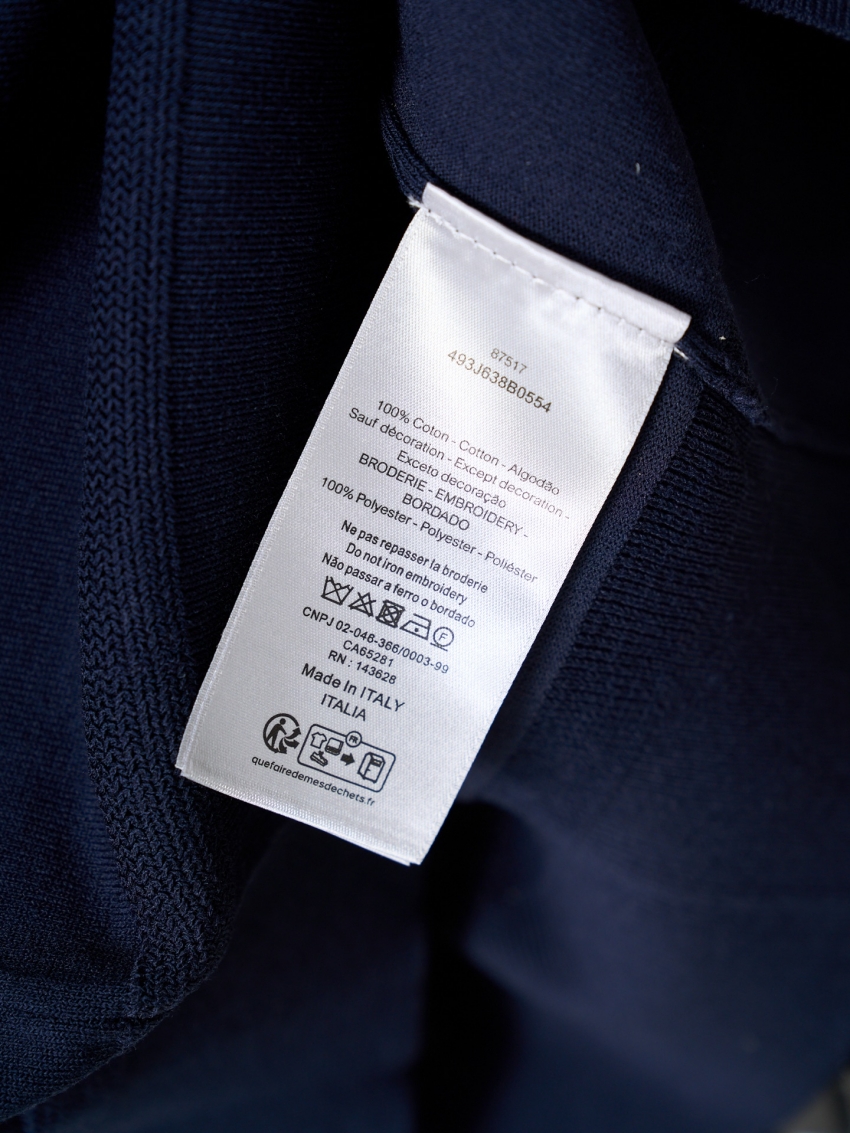 87517
493J638B0554
100% Coton - Cotton - Algodão
Sauf décoration - Except decoration -
Exceto decoração
BRODERIE - EMBROIDERY -
BORDADO
100% Polyester - Polyester - Poliéster
Ne pas repasser la broderie
Do not iron embroidery
Não passar a ferro o bordado
F
CNPJ 02-046-366/0003-99
CA65281
RN : 143628
Made In ITALY
ITALIA
FR
quefairedemesdechets.fr